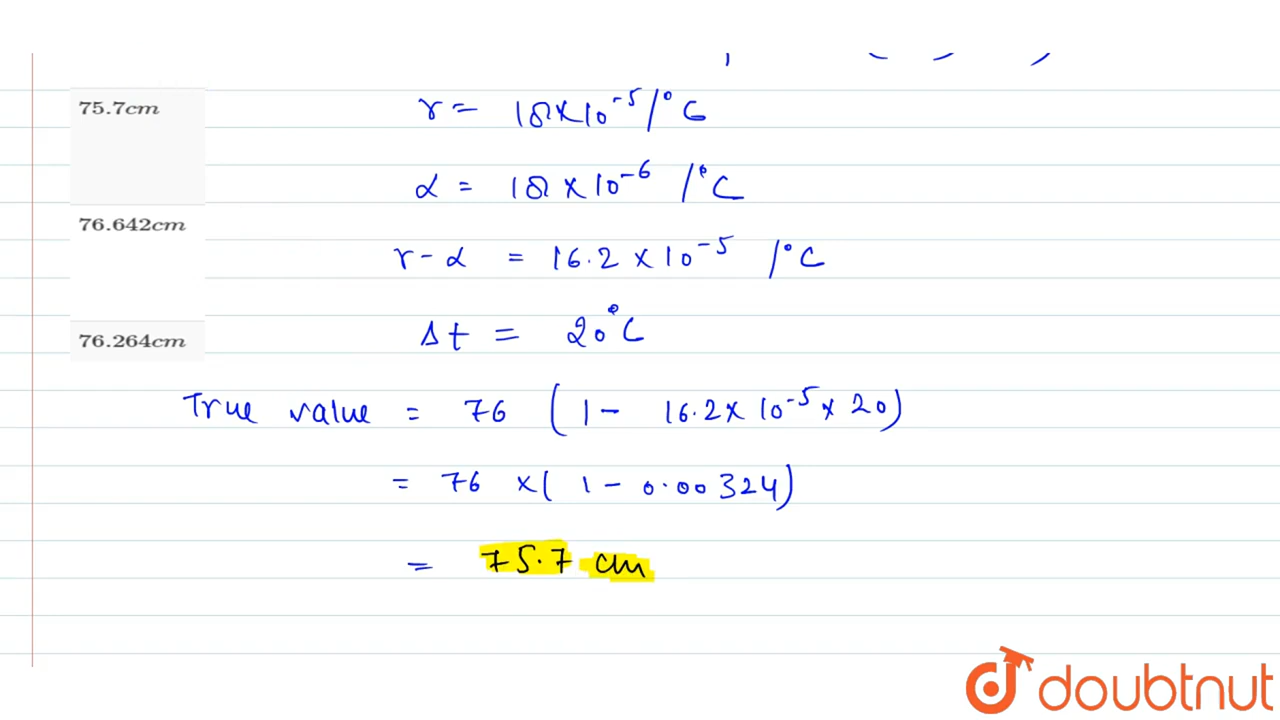 75.7cm
γ = 18×10⁻⁵/°C
α = 18×10⁻⁶ /°C
76.642cm
γ-α = 16.2×10⁻⁵ /°C
76.264cm
Δt = 20°C
True value = 76 (1- 16.2×10⁻⁵×20)
= 76 ×(1-0.00324)
= 75.7 cm
doubtnut